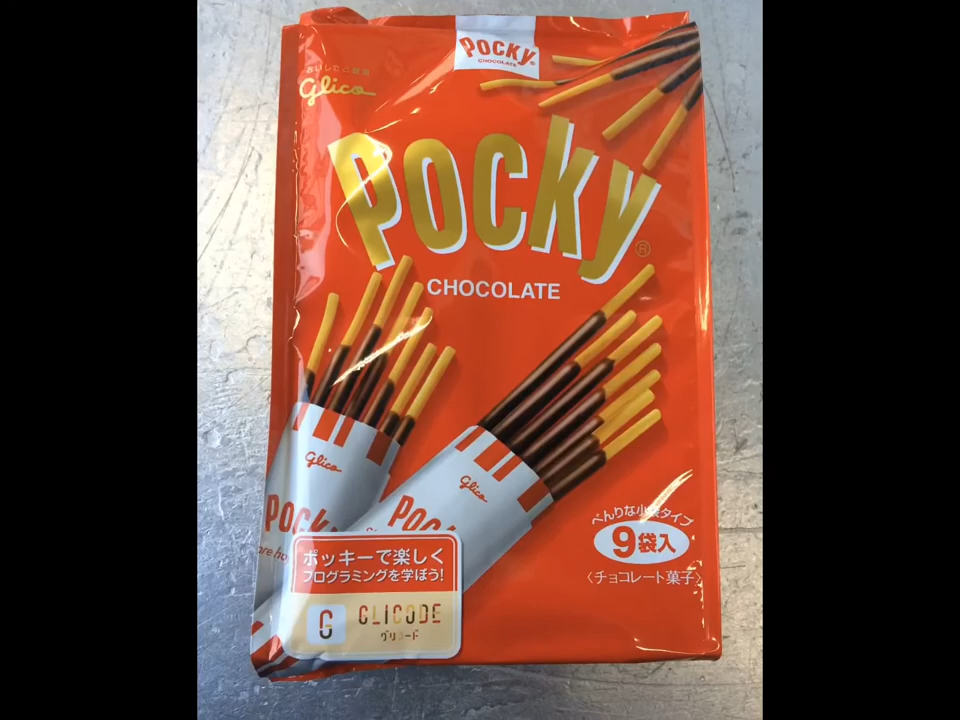 Pocky
CHOCOLATE
おいしさと健康
Glico
Pocky®
CHOCOLATE
Glico
Glico
Pocky
Pocky
べんりな小袋タイプ
9袋入
〈チョコレート菓子〉
ポッキーで楽しく
プログラミングを学ぼう!
G GLICODE
グリコード